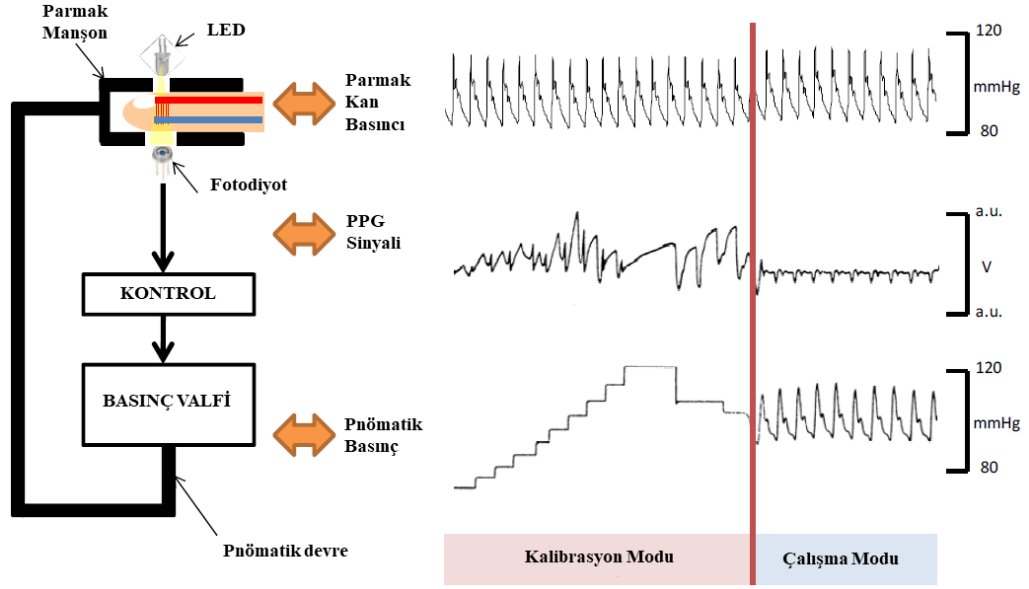 Parmak
Manşon
LED
Fotodiyot
KONTROL
BASINÇ VALFİ
Pnömatik devre
Parmak
Kan
Basıncı
PPG
Sinyali
Pnömatik
Basınç
120
mmHg
80
a.u.
V
a.u.
120
mmHg
80
Kalibrasyon Modu
Çalışma Modu